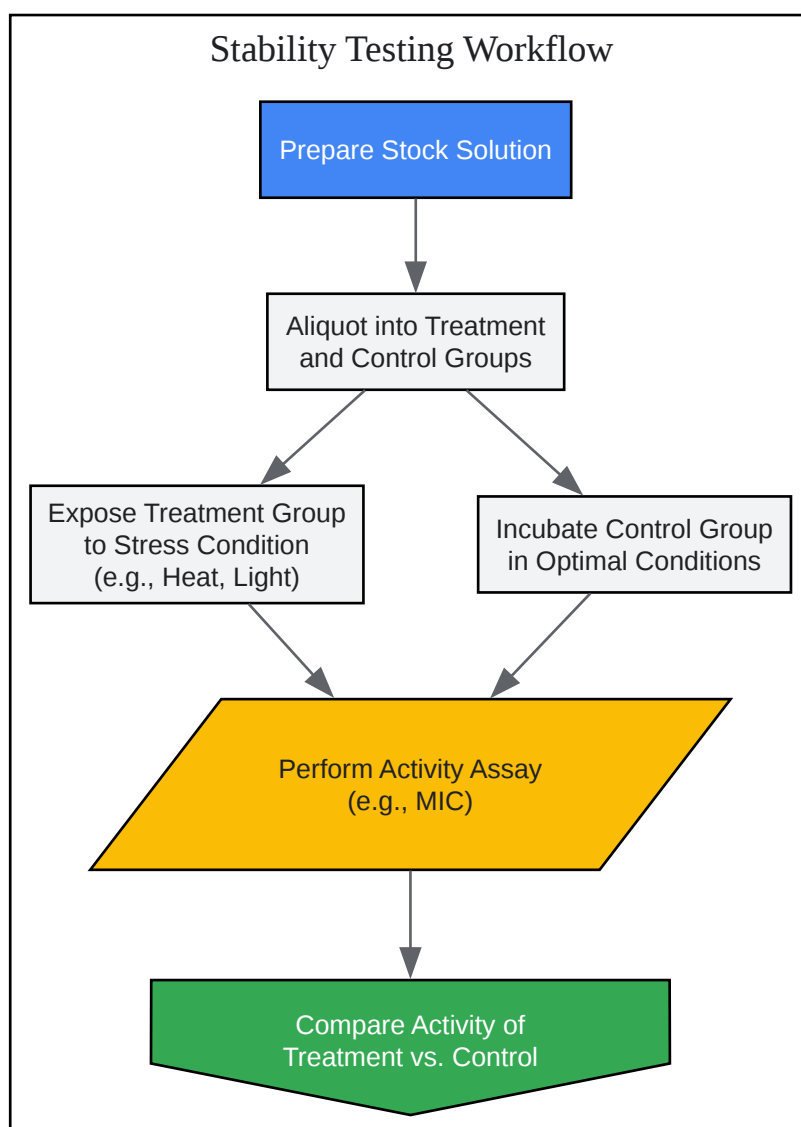 Stability Testing Workflow
Prepare Stock Solution
Aliquot into Treatment
and Control Groups
Expose Treatment Group
to Stress Condition
(e.g., Heat, Light)
Incubate Control Group
in Optimal Conditions
Perform Activity Assay
(e.g., MIC)
Compare Activity of
Treatment vs. Control